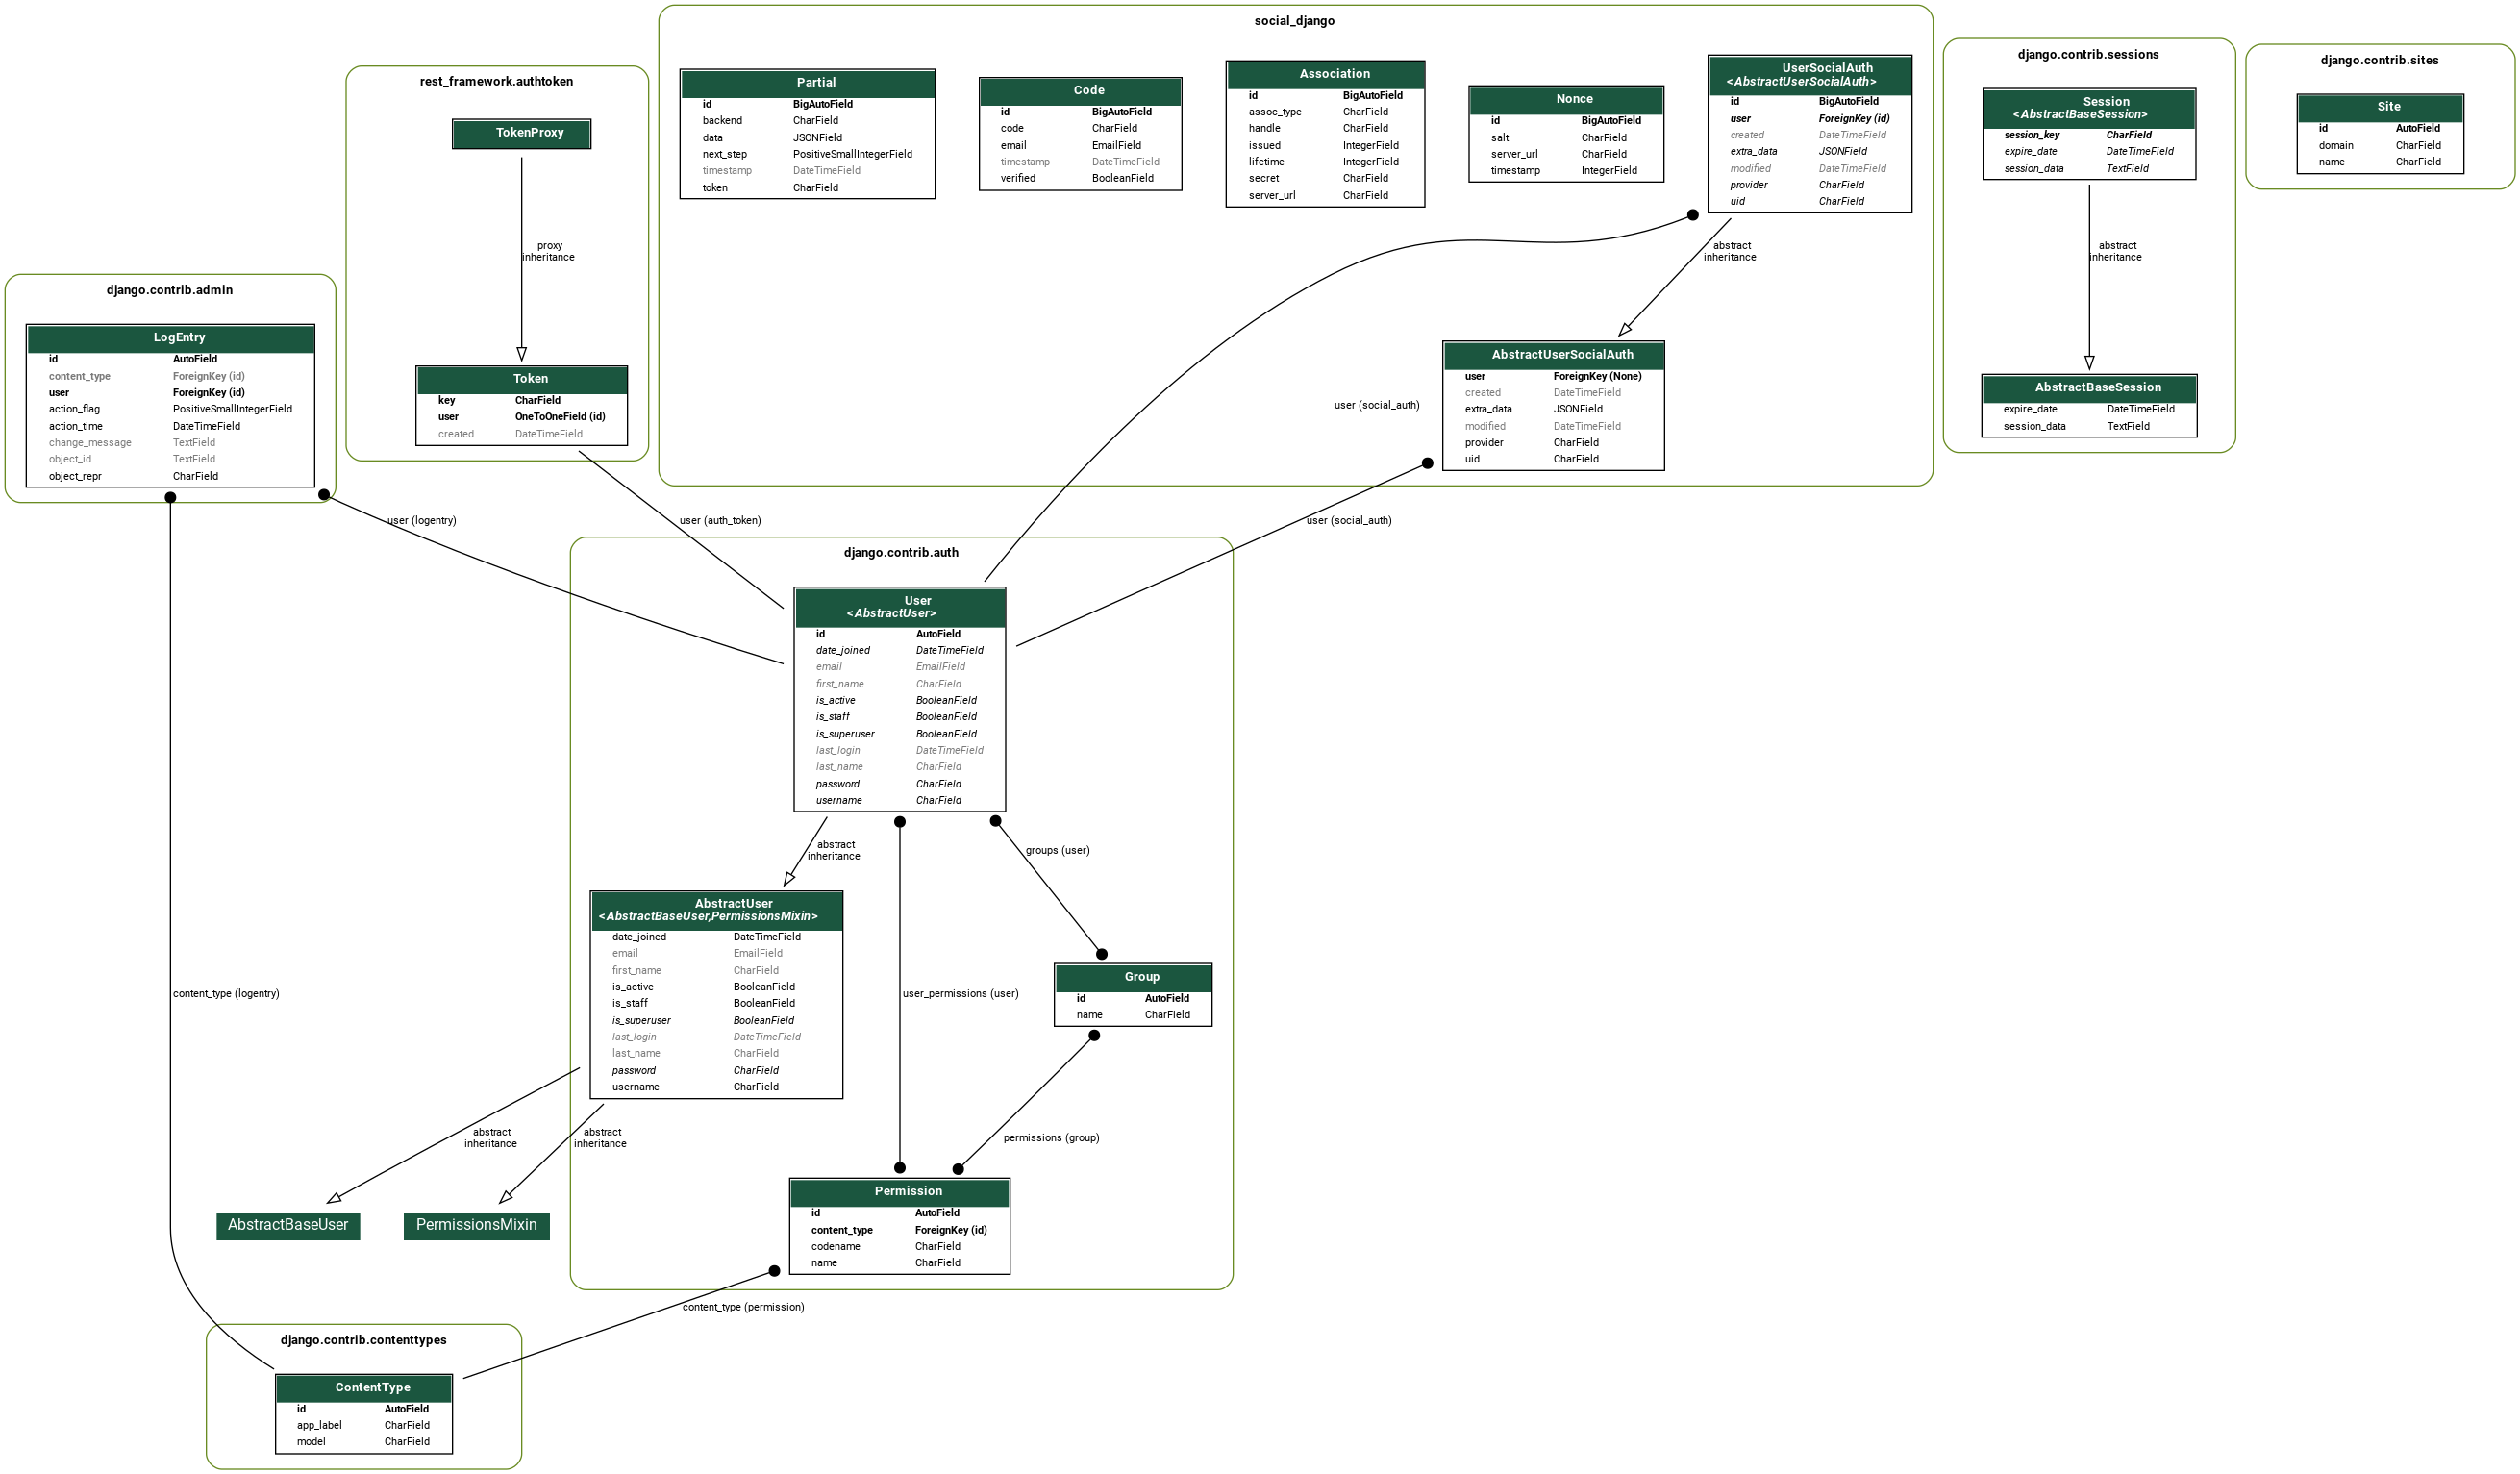 social_django
Partial
id BigAutoField
backend CharField
data JSONField
next_step PositiveSmallIntegerField
timestamp DateTimeField
token CharField
Code
id BigAutoField
code CharField
email EmailField
timestamp DateTimeField
verified BooleanField
Association
id BigAutoField
assoc_type CharField
handle CharField
issued IntegerField
lifetime IntegerField
secret CharField
server_url CharField
Nonce
id BigAutoField
salt CharField
server_url CharField
timestamp IntegerField
UserSocialAuth
<AbstractUserSocialAuth>
id BigAutoField
user ForeignKey (id)
created DateTimeField
extra_data JSONField
modified DateTimeField
provider CharField
uid CharField
abstract
inheritance
AbstractUserSocialAuth
user ForeignKey (None)
created DateTimeField
extra_data JSONField
modified DateTimeField
provider CharField
uid CharField
user (social_auth)
user (social_auth)
django.contrib.sessions
Session
<AbstractBaseSession>
session_key CharField
expire_date DateTimeField
session_data TextField
abstract
inheritance
AbstractBaseSession
expire_date DateTimeField
session_data TextField
django.contrib.sites
Site
id AutoField
domain CharField
name CharField
rest_framework.authtoken
TokenProxy
proxy
inheritance
Token
key CharField
user OneToOneField (id)
created DateTimeField
user (auth_token)
django.contrib.admin
LogEntry
id AutoField
content_type ForeignKey (id)
user ForeignKey (id)
action_flag PositiveSmallIntegerField
action_time DateTimeField
change_message TextField
object_id TextField
object_repr CharField
user (logentry)
content_type (logentry)
django.contrib.auth
User
<AbstractUser>
id AutoField
date_joined DateTimeField
email EmailField
first_name CharField
is_active BooleanField
is_staff BooleanField
is_superuser BooleanField
last_login DateTimeField
last_name CharField
password CharField
username CharField
abstract
inheritance
groups (user)
user_permissions (user)
AbstractUser
<AbstractBaseUser,PermissionsMixin>
date_joined DateTimeField
email EmailField
first_name CharField
is_active BooleanField
is_staff BooleanField
is_superuser BooleanField
last_login DateTimeField
last_name CharField
password CharField
username CharField
Group
id AutoField
name CharField
permissions (group)
abstract
inheritance
abstract
inheritance
AbstractBaseUser
PermissionsMixin
Permission
id AutoField
content_type ForeignKey (id)
codename CharField
name CharField
content_type (permission)
django.contrib.contenttypes
ContentType
id AutoField
app_label CharField
model CharField